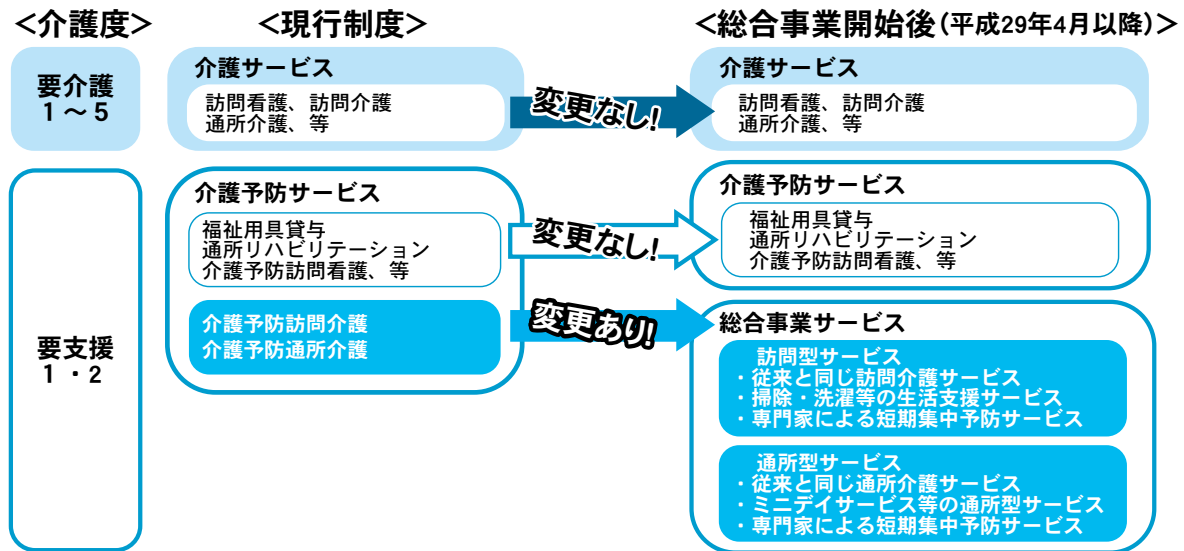 ＜介護度＞
＜現行制度＞
＜総合事業開始後(平成29年4月以降)＞
要介護
1～5
介護サービス
訪問看護、訪問介護
通所介護、等
変更なし!
介護サービス
訪問看護、訪問介護
通所介護、等
要支援
1・2
介護予防サービス
福祉用具貸与
通所リハビリテーション
介護予防訪問看護、等
変更なし!
介護予防サービス
福祉用具貸与
通所リハビリテーション
介護予防訪問看護、等
介護予防訪問介護
介護予防通所介護
変更あり!
総合事業サービス
訪問型サービス
・従来と同じ訪問介護サービス
・掃除・洗濯等の生活支援サービス
・専門家による短期集中予防サービス
通所型サービス
・従来と同じ通所介護サービス
・ミニデイサービス等の通所型サービス
・専門家による短期集中予防サービス